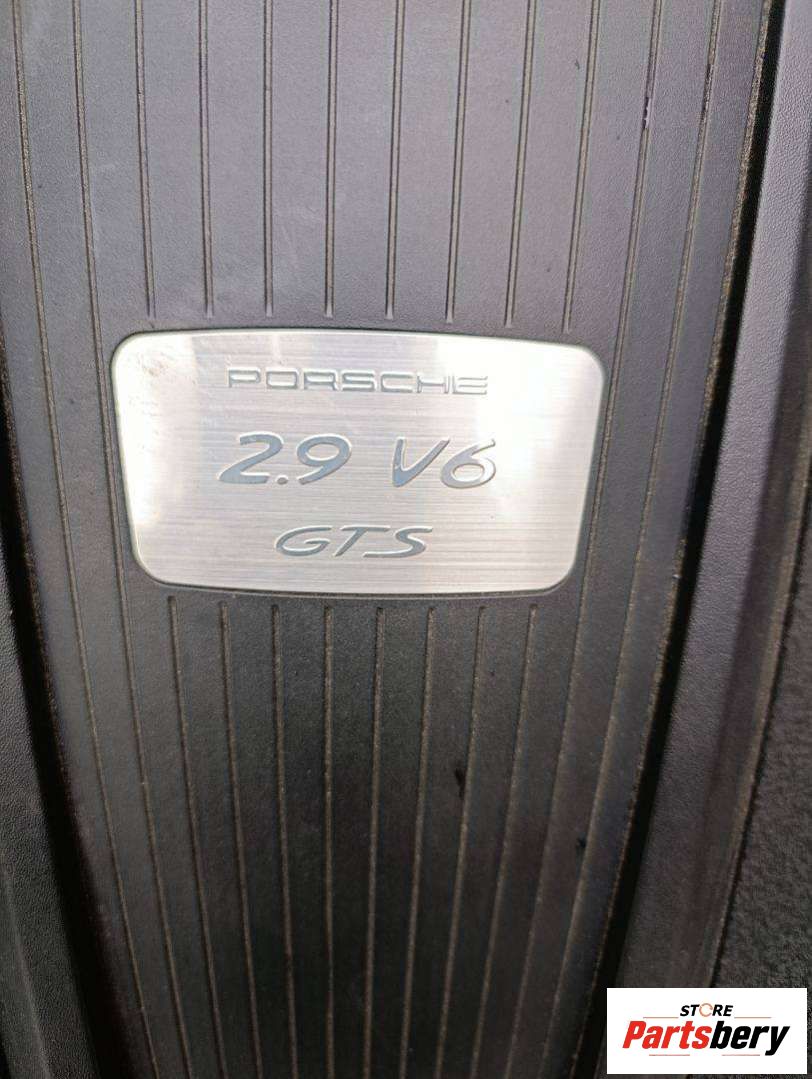 PORSCHE
2.9 V6
GTS
STORE
Partsbery